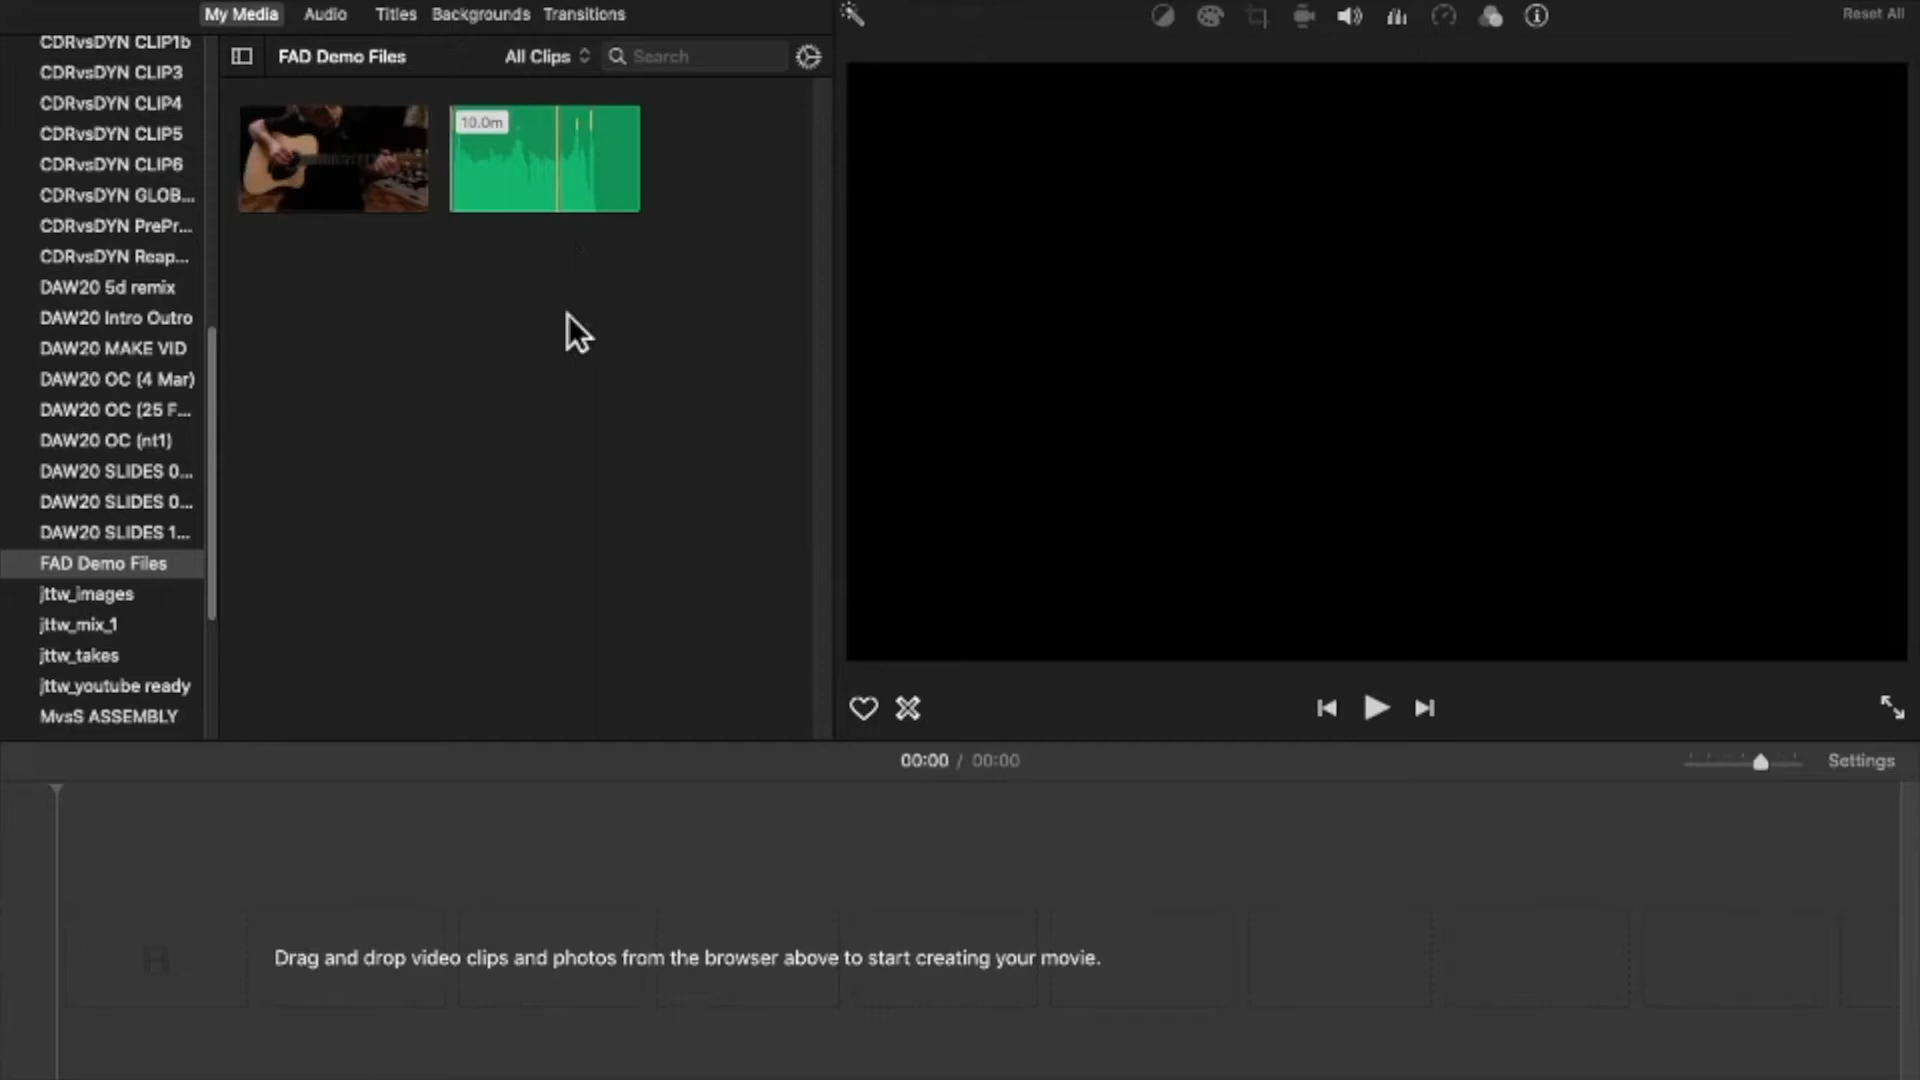 My Media Audio Titles Backgrounds Transitions
Reset All
CDRvsDYN CLIP1b
CDRvsDYN CLIP3
CDRvsDYN CLIP4
CDRvsDYN CLIP5
CDRvsDYN CLIP6
CDRvsDYN GLOB...
CDRvsDYN PrePr...
CDRvsDYN Reap...
DAW20 5d remix
DAW20 Intro Outro
DAW20 MAKE VID
DAW20 OC (4 Mar)
DAW20 OC (25 F...
DAW20 OC (nt1)
DAW20 SLIDES 0...
DAW20 SLIDES 0...
DAW20 SLIDES 1...
FAD Demo Files
jttw_images
jttw_mix_1
jttw_takes
jttw_youtube ready
MvsS ASSEMBLY
FAD Demo Files All Clips Search
10.0m
00:00 / 00:00
Settings
Drag and drop video clips and photos from the browser above to start creating your movie.